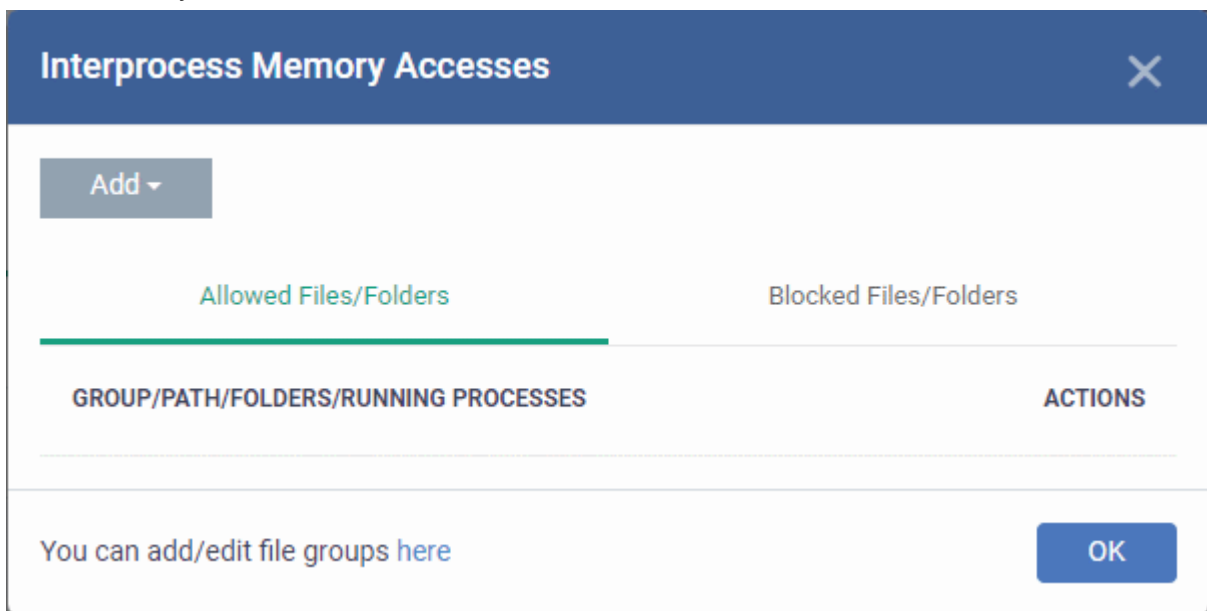 Interprocess Memory Accesses
Add
Allowed Files/Folders Blocked Files/Folders
GROUP/PATH/FOLDERS/RUNNING PROCESSES ACTIONS
You can add/edit file groups here OK